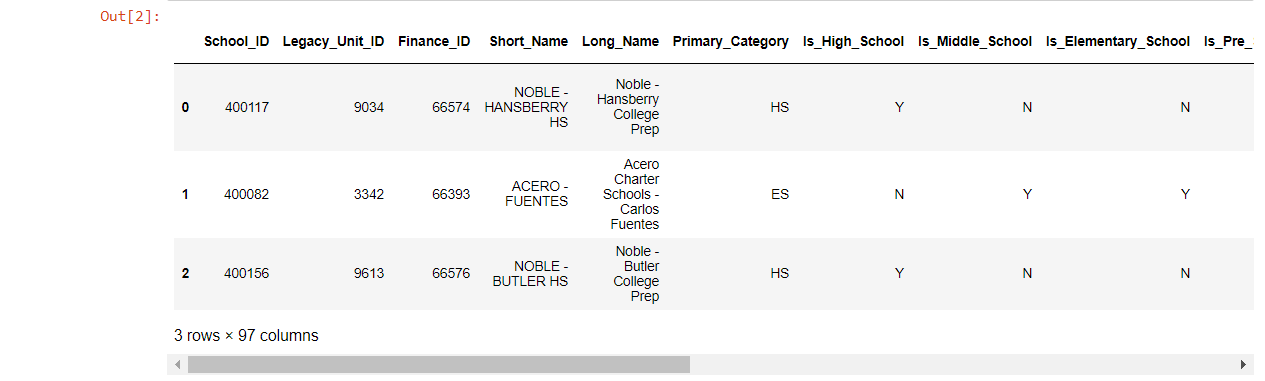 Out[2]:
School_ID Legacy_Unit_ID Finance_ID Short_Name Long_Name Primary_Category Is_High_School Is_Middle_School Is_Elementary_School Is_Pre_
0 400117 9034 66574 NOBLE - HANSBERRY HS Noble - Hansberry College Prep HS Y N N
1 400082 3342 66393 ACERO - FUENTES Acero Charter Schools - Carlos Fuentes ES N Y Y
2 400156 9613 66576 NOBLE - BUTLER HS Noble - Butler College Prep HS Y N N
3 rows × 97 columns